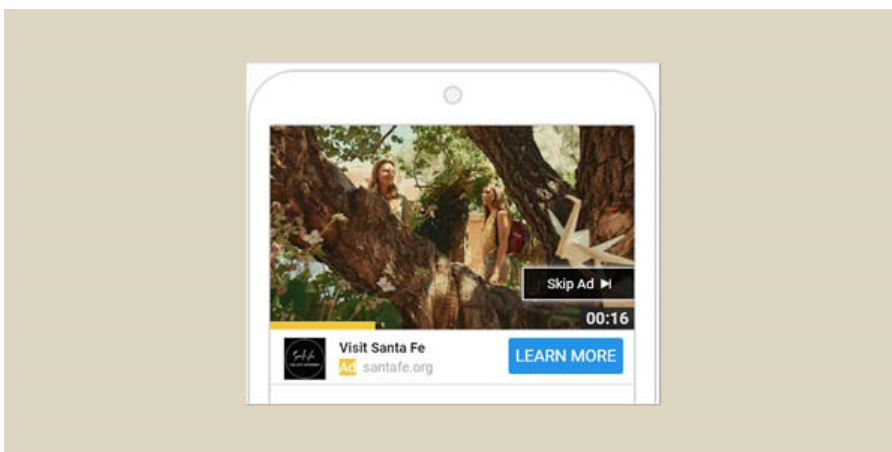 Skip Ad
00:16
Visit Santa Fe
LEARN MORE
Ad santafe.org